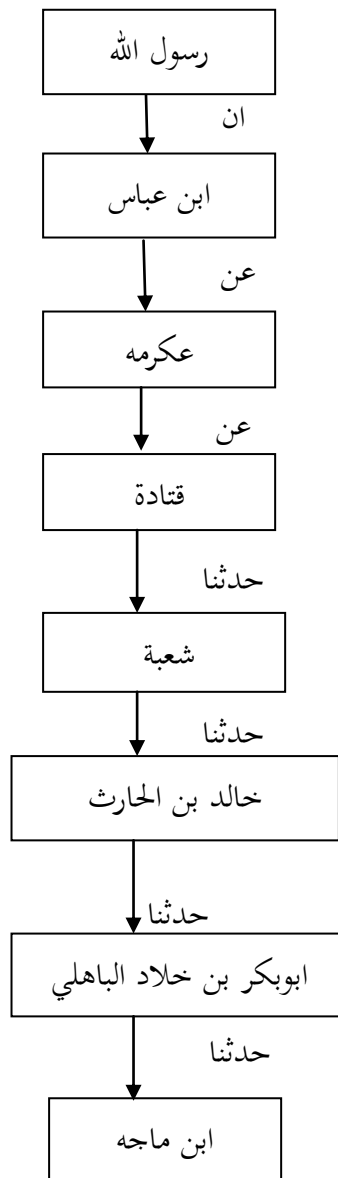 رسول الله
ان
ابن عباس
عن
عكرمه
عن
قتادة
حدثنا
شعبة
حدثنا
خالد بن الحارث
حدثنا
ابوبكر بن خلاد الباهلي
حدثنا
ابن ماجه